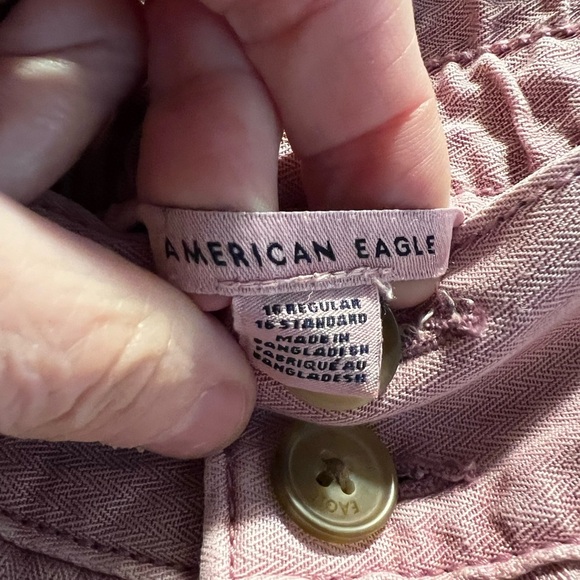 AMERICAN EAGLE
16 REGULAR
16 STANDARD
MADE IN
BANGLADESH
FABRIQUE AU
BANGLADESH
EAGLE